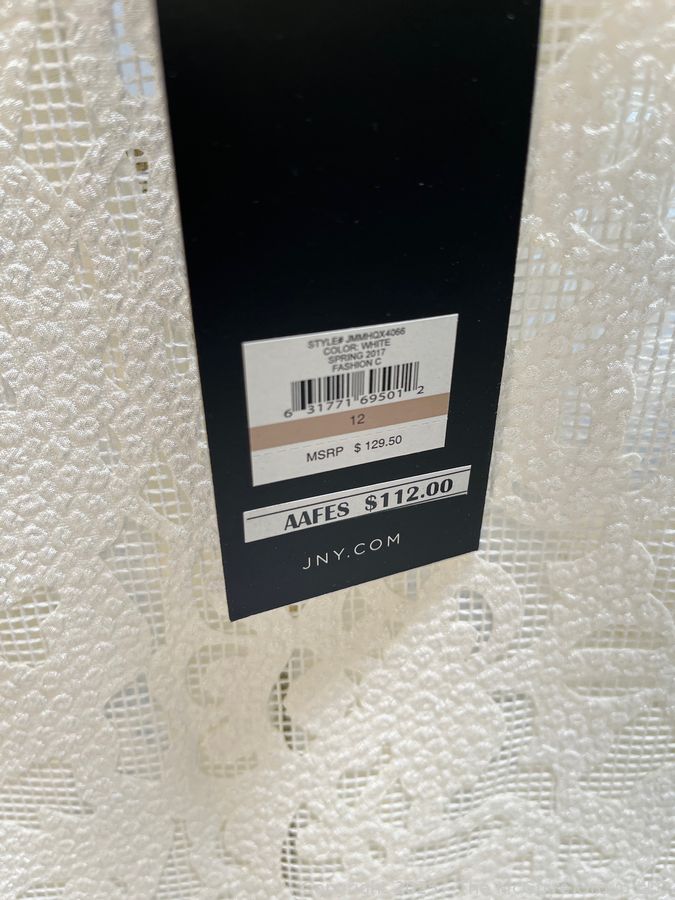 STYLE# JMMHQX4066
COLOR: WHITE
SPRING 2017
FASHION C
6 31771 69501 2
12
MSRP $ 129.50
AAFES $112.00
JNY.COM